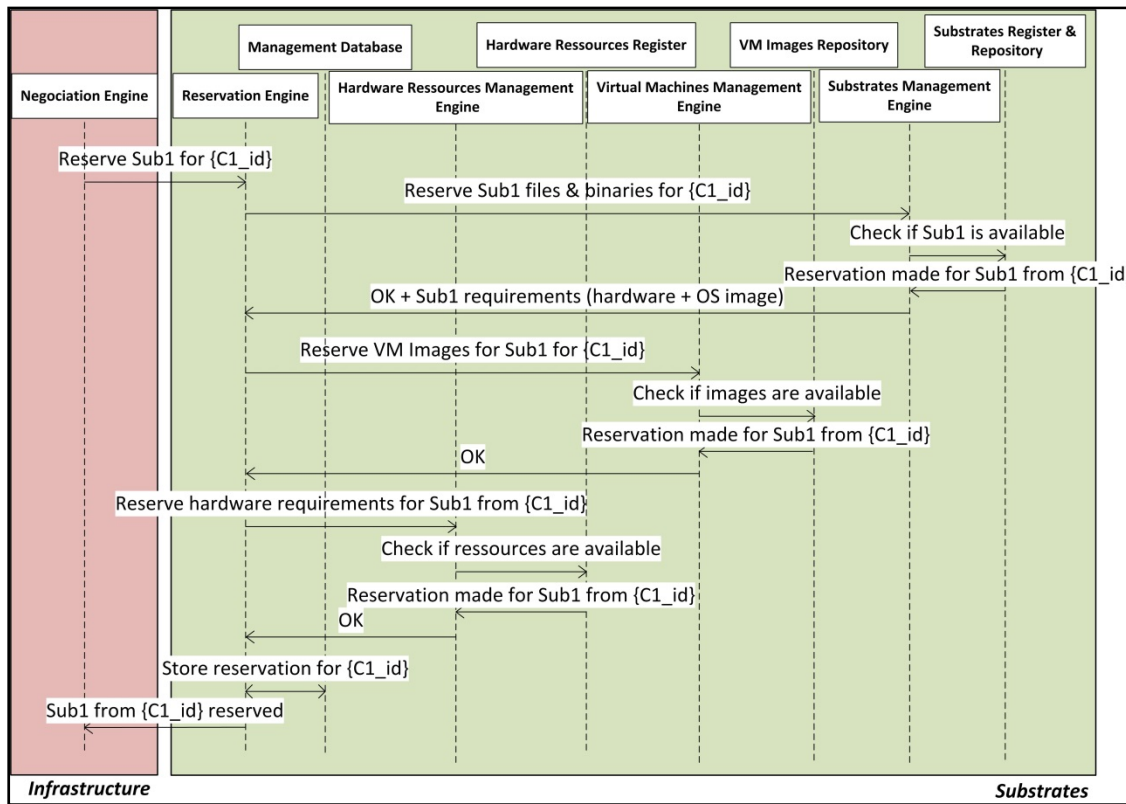 Management Database
Hardware Ressources Register
VM Images Repository
Substrates Register &
Repository
Negociation Engine
Reservation Engine
Hardware Ressources Management
Engine
Virtual Machines Management
Engine
Substrates Management
Engine
Reserve Sub1 for {C1_id}
Reserve Sub1 files & binaries for {C1_id}
Check if Sub1 is available
Reservation made for Sub1 from {C1_id
OK + Sub1 requirements (hardware + OS image)
Reserve VM Images for Sub1 for {C1_id}
Check if images are available
Reservation made for Sub1 from {C1_id}
OK
Reserve hardware requirements for Sub1 from {C1_id}
Check if ressources are available
Reservation made for Sub1 from {C1_id}
OK
Store reservation for {C1_id}
Sub1 from {C1_id} reserved
Infrastructure
Substrates